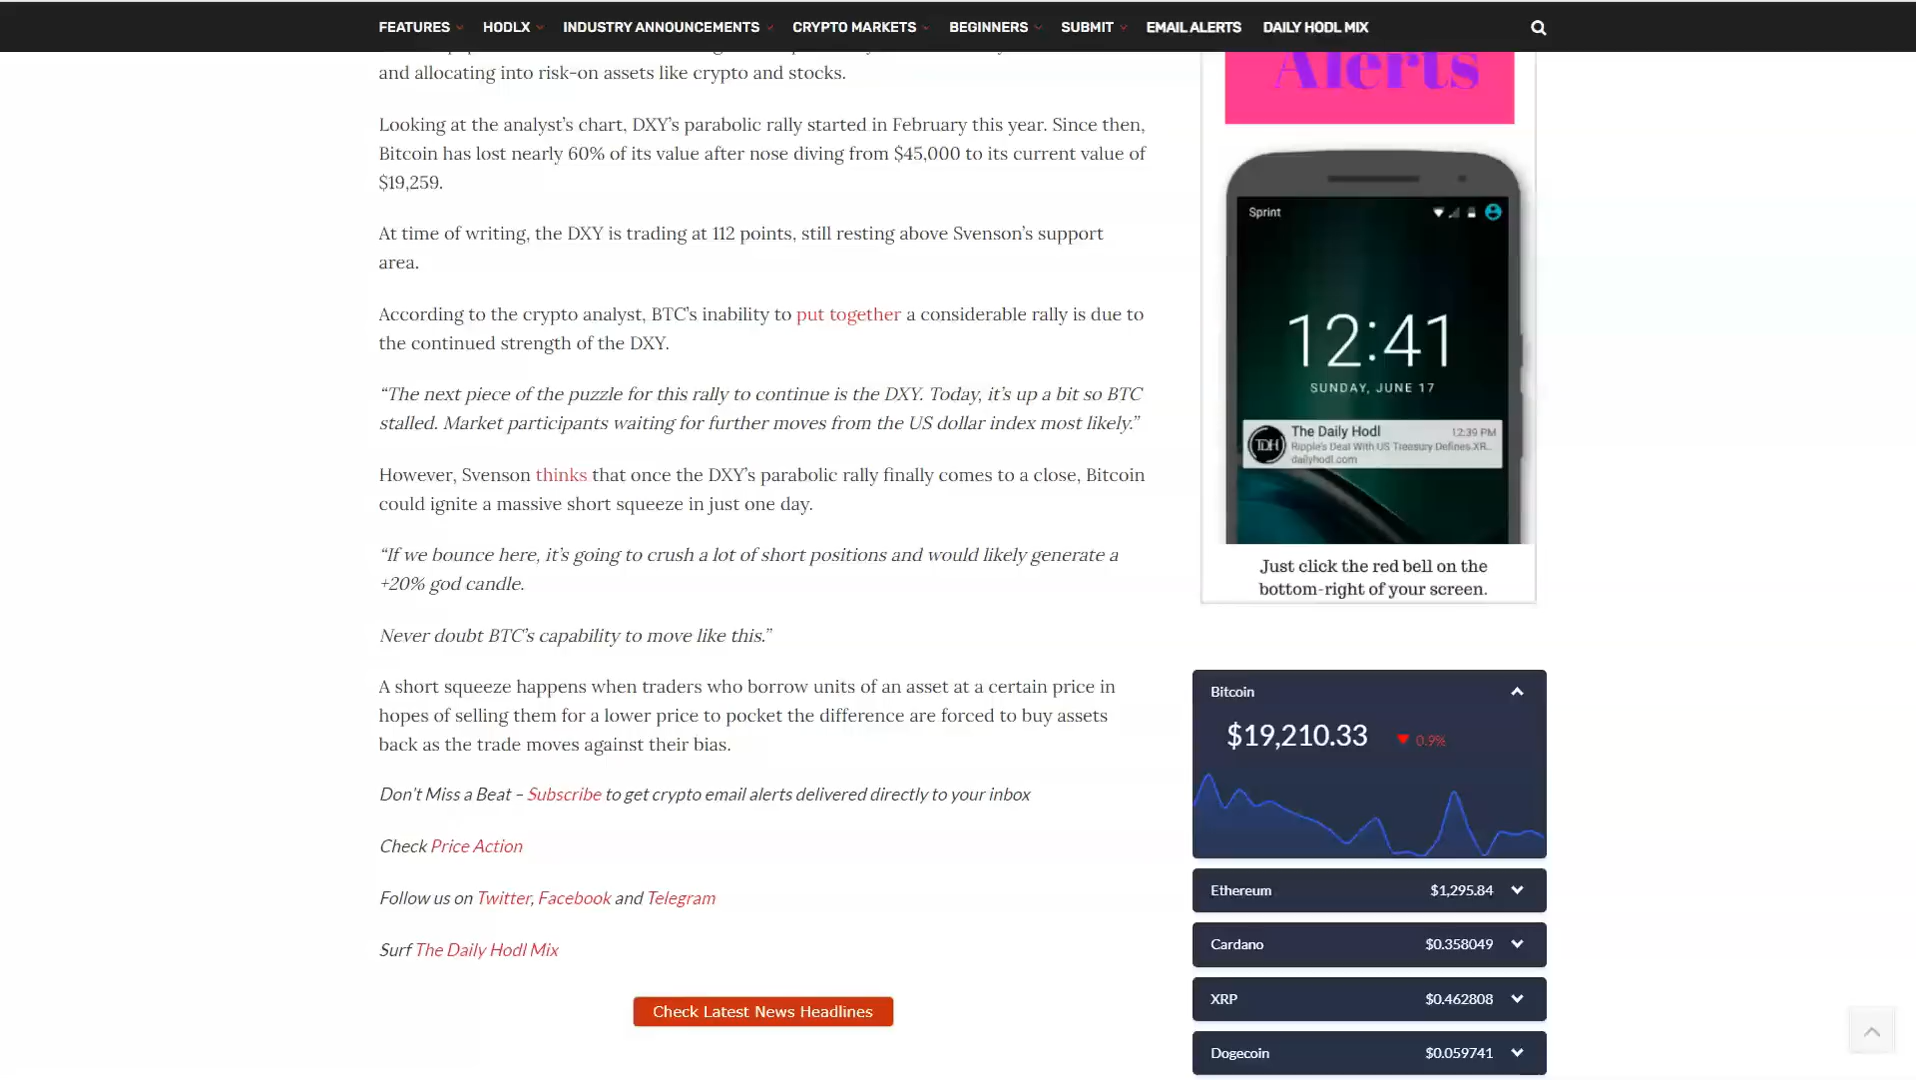 FEATURES HODLX INDUSTRY ANNOUNCEMENTS CRYPTO MARKETS BEGINNERS SUBMIT EMAIL ALERTS DAILY HODL MIX
and allocating into risk-on assets like crypto and stocks.
Looking at the analyst’s chart, DXY’s parabolic rally started in February this year. Since then,
Bitcoin has lost nearly 60% of its value after nose diving from $45,000 to its current value of
$19,259.
At time of writing, the DXY is trading at 112 points, still resting above Svenson’s support
area.
According to the crypto analyst, BTC’s inability to put together a considerable rally is due to
the continued strength of the DXY.
“The next piece of the puzzle for this rally to continue is the DXY. Today, it’s up a bit so BTC
stalled. Market participants waiting for further moves from the US dollar index most likely.”
However, Svenson thinks that once the DXY’s parabolic rally finally comes to a close, Bitcoin
could ignite a massive short squeeze in just one day.
“If we bounce here, it’s going to crush a lot of short positions and would likely generate a
+20% god candle.
Never doubt BTC’s capability to move like this.”
A short squeeze happens when traders who borrow units of an asset at a certain price in
hopes of selling them for a lower price to pocket the difference are forced to buy assets
back as the trade moves against their bias.
Don’t Miss a Beat – Subscribe to get crypto email alerts delivered directly to your inbox
Check Price Action
Follow us on Twitter, Facebook and Telegram
Surf The Daily Hodl Mix
Check Latest News Headlines
Alerts
Sprint
12:41
SUNDAY, JUNE 17
TDH
The Daily Hodl 12:39 PM
Ripple's Deal With US Treasury Defines XR...
dailyhodl.com
Just click the red bell on the
bottom-right of your screen.
Bitcoin
$19,210.33 0.9%
Ethereum $1,295.84
Cardano $0.358049
XRP $0.462808
Dogecoin $0.059741